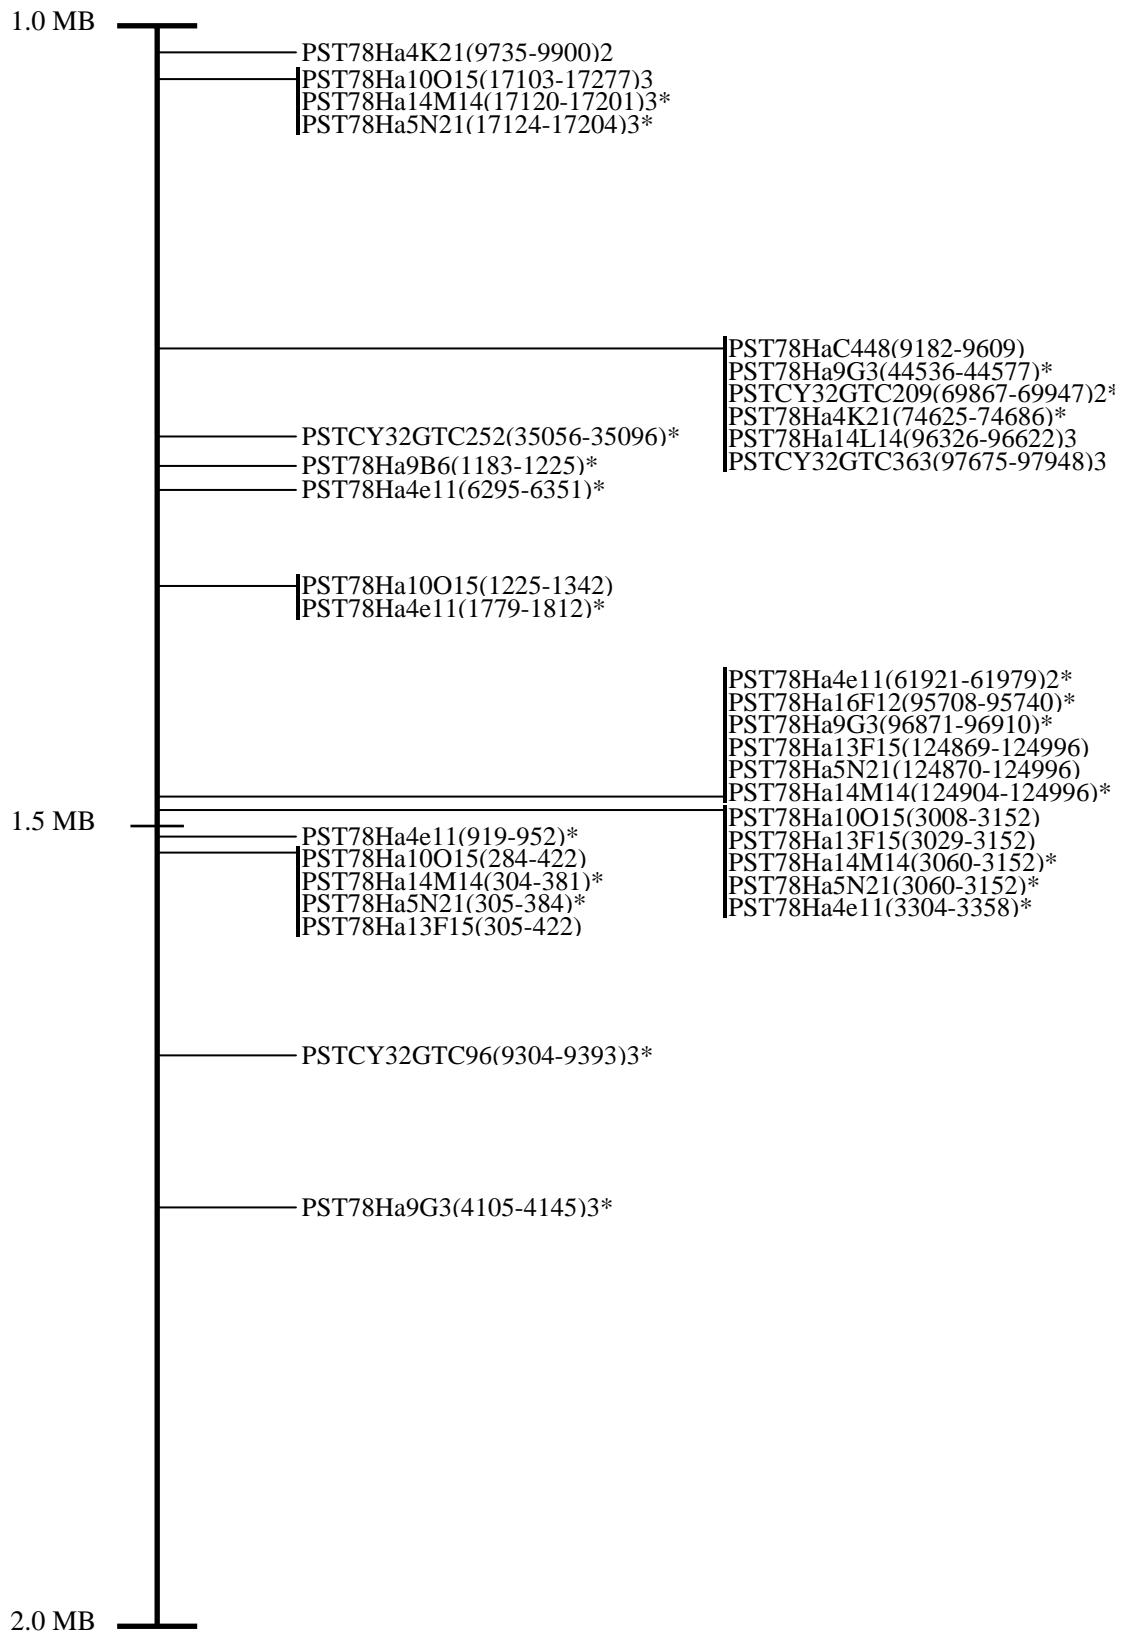 1.0 MB
PST78Ha4K21(9735-9900)2
PST78Ha10O15(17103-17277)3
PST78Ha14M14(17120-17201)3*
PST78Ha5N21(17124-17204)3*
PST78HaC448(9182-9609)
PST78Ha9G3(44536-44577)*
PSTCY32GTC209(69867-69947)2*
PST78Ha4K21(74625-74686)*
PST78Ha14L14(96326-96622)3
PSTCY32GTC363(97675-97948)3
PSTCY32GTC252(35056-35096)*
PST78Ha9B6(1183-1225)*
PST78Ha4e11(6295-6351)*
PST78Ha10O15(1225-1342)
PST78Ha4e11(1779-1812)*
PST78Ha4e11(61921-61979)2*
PST78Ha16F12(95708-95740)*
PST78Ha9G3(96871-96910)*
PST78Ha13F15(124869-124996)
PST78Ha5N21(124870-124996)
PST78Ha14M14(124904-124996)*
PST78Ha10O15(3008-3152)
PST78Ha13F15(3029-3152)
PST78Ha14M14(3060-3152)*
PST78Ha5N21(3060-3152)*
PST78Ha4e11(3304-3358)*
1.5 MB
PST78Ha4e11(919-952)*
PST78Ha10O15(284-422)
PST78Ha14M14(304-381)*
PST78Ha5N21(305-384)*
PST78Ha13F15(305-422)
PSTCY32GTC96(9304-9393)3*
PST78Ha9G3(4105-4145)3*
2.0 MB